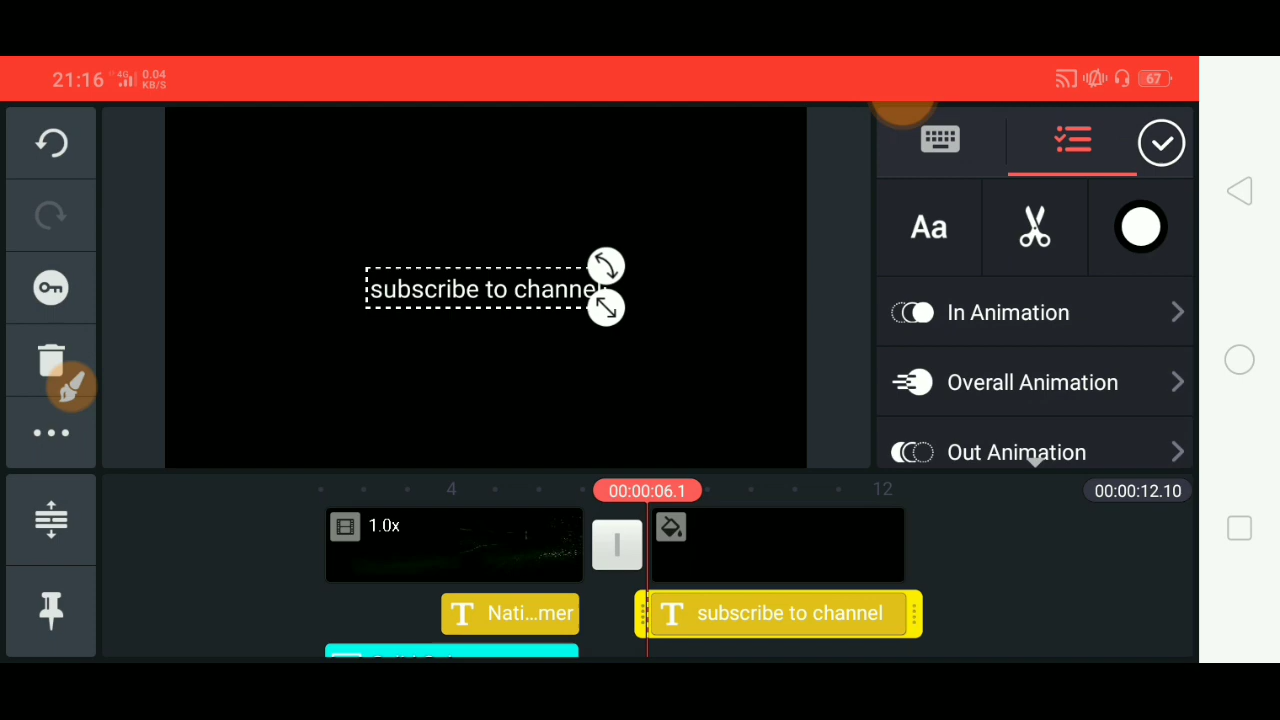 21:16 4G 0.04 KB/S 67
Aa
subscribe to channel
In Animation
Overall Animation
Out Animation
4 00:00:06.1 12 00:00:12.10
1.0x
T Nati...mer T subscribe to channel